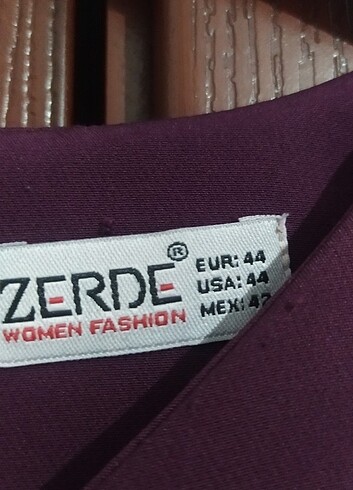 ZERDE®
WOMEN FASHION
EUR: 44
USA: 44
MEX: 42